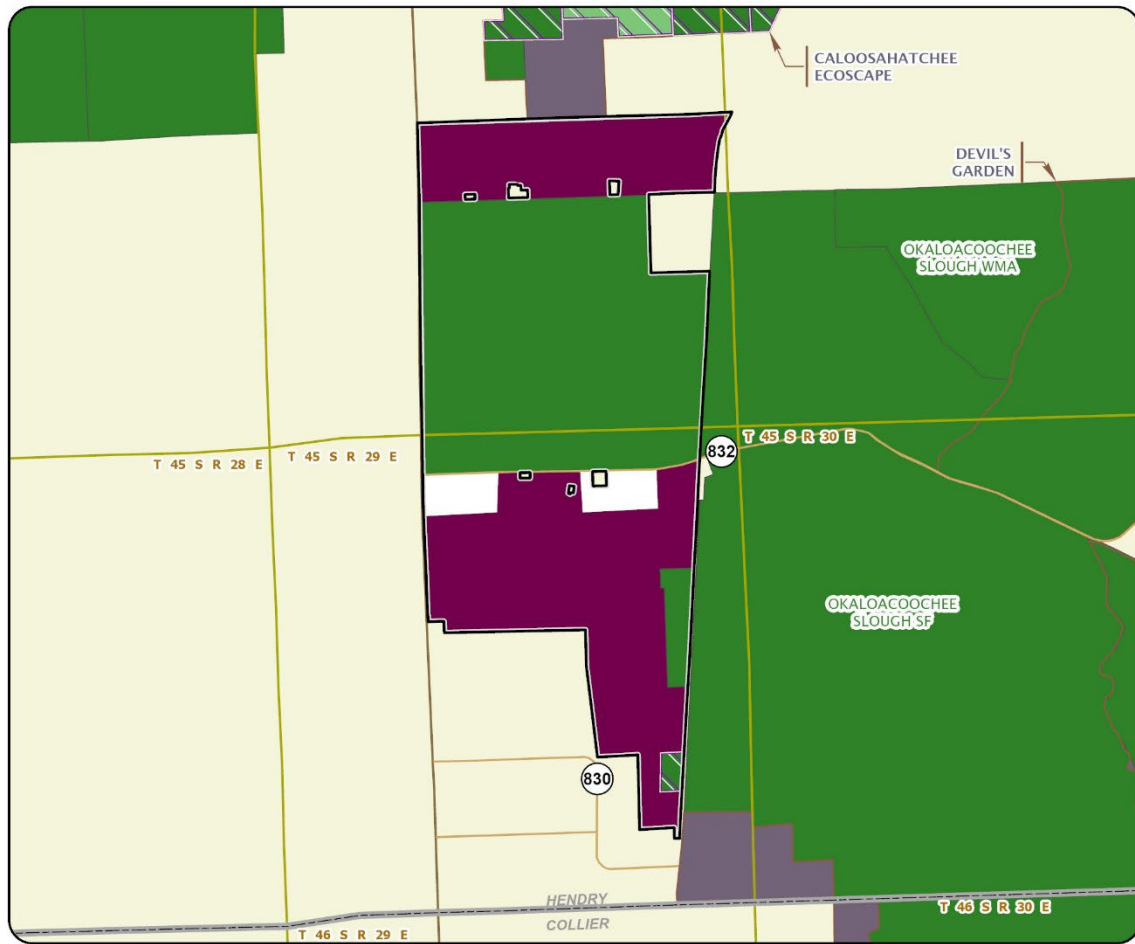 CALOOSAHATCHEE
ECOSCAPE
DEVIL'S
GARDEN
OKALOACOOCHEE
SLOUGH WMA
832
T 45 S R 30 E
T 45 S R 28 E
T 45 S R 29 E
OKALOACOOCHEE
SLOUGH SF
830
HENDRY
COLLIER
T 46 S R 30 E
T 46 S R 29 E